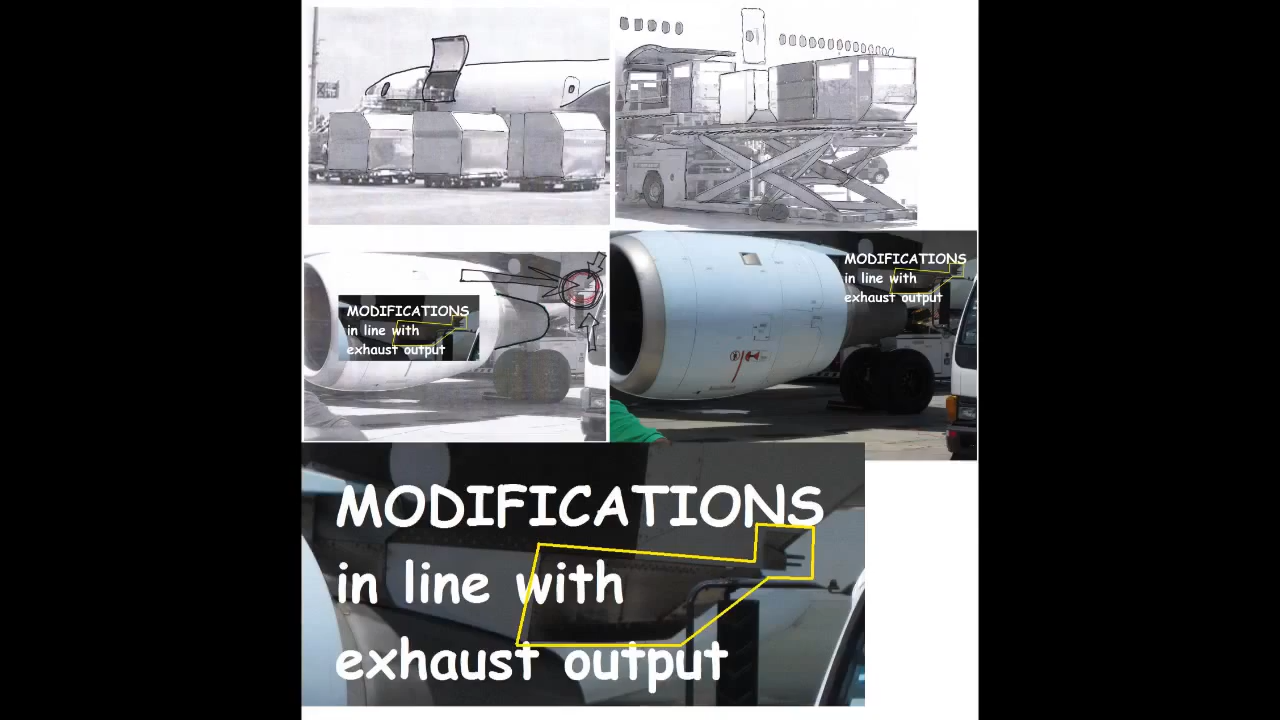 MODIFICATIONS
in line with
exhaust output
MODIFICATIONS
in line with
exhaust output
MODIFICATIONS
in line with
exhaust output